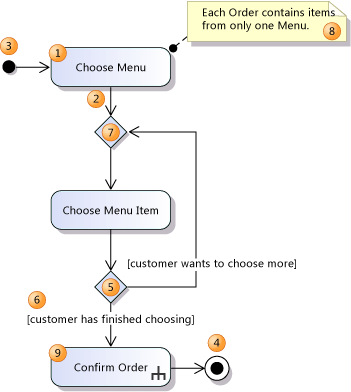 Each Order contains items
from only one Menu.
8
3
1
Choose Menu
2
7
Choose Menu Item
[customer wants to choose more]
5
6
[customer has finished choosing]
4
9
Confirm Order